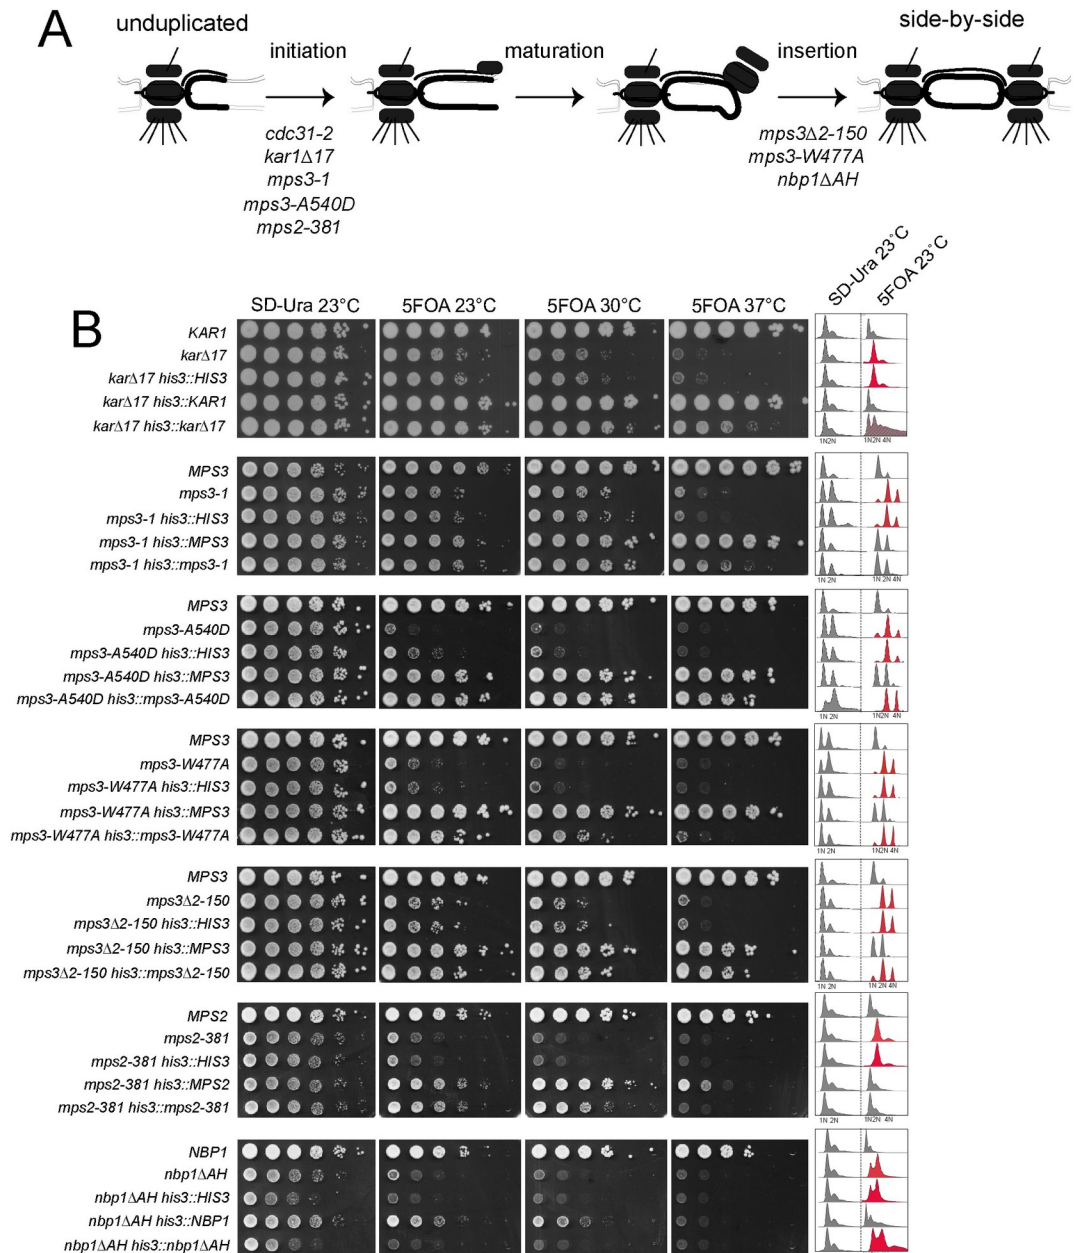 A
unduplicated
initiation
maturation
insertion
side-by-side
cdc31-2
kar1Δ17
mps3-1
mps3-A540D
mps2-381
mps3Δ2-150
mps3-W477A
nbp1ΔAH
B
SD-Ura 23°C
5FOA 23°C
5FOA 30°C
5FOA 37°C
SD-Ura 23°C
5FOA 23°C
KAR1
karΔ17
karΔ17 his3::HIS3
karΔ17 his3::KAR1
karΔ17 his3::karΔ17
1N2N 1N2N 4N
MPS3
mps3-1
mps3-1 his3::HIS3
mps3-1 his3::MPS3
mps3-1 his3::mps3-1
1N 2N 1N 2N 4N
MPS3
mps3-A540D
mps3-A540D his3::HIS3
mps3-A540D his3::MPS3
mps3-A540D his3::mps3-A540D
1N 2N 1N2N 4N
MPS3
mps3-W477A
mps3-W477A his3::HIS3
mps3-W477A his3::MPS3
mps3-W477A his3::mps3-W477A
1N 2N 1N2N 4N
MPS3
mps3Δ2-150
mps3Δ2-150 his3::HIS3
mps3Δ2-150 his3::MPS3
mps3Δ2-150 his3::mps3Δ2-150
1N 2N 1N 2N 4N
MPS2
mps2-381
mps2-381 his3::HIS3
mps2-381 his3::MPS2
mps2-381 his3::mps2-381
1N 2N 1N2N 4N
NBP1
nbp1ΔAH
nbp1ΔAH his3::HIS3
nbp1ΔAH his3::NBP1
nbp1ΔAH his3::nbp1ΔAH